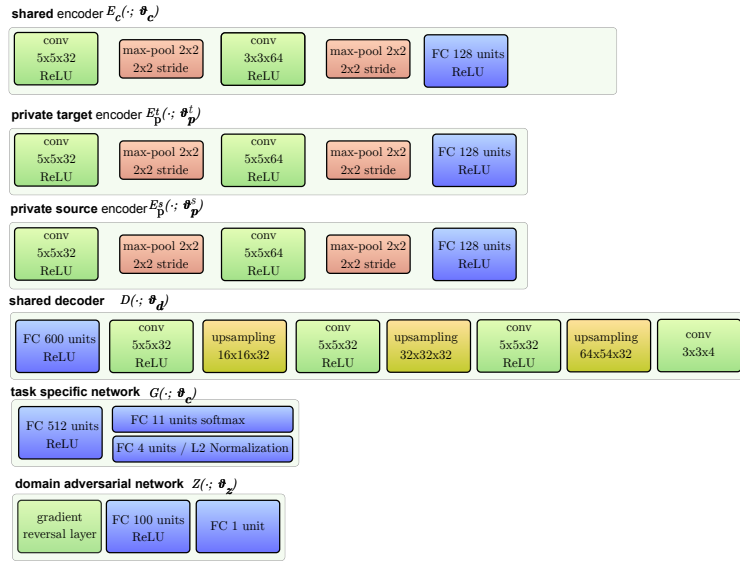 shared encoder E_c(·; ϑ_c)
conv
5x5x32
ReLU
max-pool 2x2
2x2 stride
conv
3x3x64
ReLU
max-pool 2x2
2x2 stride
FC 128 units
ReLU
private target encoder E_p^t(·; ϑ_p^t)
conv
5x5x32
ReLU
max-pool 2x2
2x2 stride
conv
5x5x64
ReLU
max-pool 2x2
2x2 stride
FC 128 units
ReLU
private source encoder E_p^s(·; ϑ_p^s)
conv
5x5x32
ReLU
max-pool 2x2
2x2 stride
conv
5x5x64
ReLU
max-pool 2x2
2x2 stride
FC 128 units
ReLU
shared decoder D(·; ϑ_d)
FC 600 units
ReLU
conv
5x5x32
ReLU
upsampling
16x16x32
conv
5x5x32
ReLU
upsampling
32x32x32
conv
5x5x32
ReLU
upsampling
64x54x32
conv
3x3x4
task specific network G(·; ϑ_c)
FC 512 units
ReLU
FC 11 units softmax
FC 4 units / L2 Normalization
domain adversarial network Z(·; ϑ_z)
gradient
reversal layer
FC 100 units
ReLU
FC 1 unit